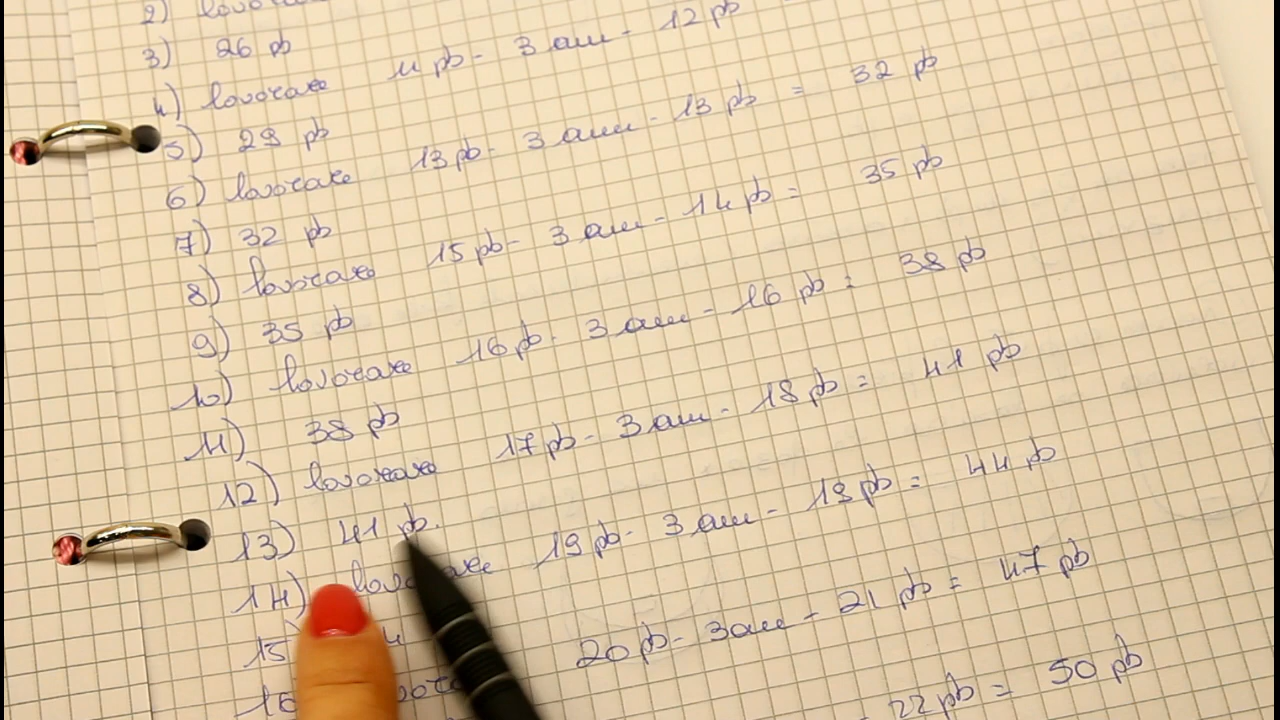 2)
3) 26 pb
4) lavorare 11 pb - 3 aum - 12 pb
5) 29 pb
6) lavorare 13 pb - 3 aum - 13 pb = 32 pb
7) 32 pb
8) lavorare 15 pb - 3 aum - 14 pb = 35 pb
9) 35 pb
10) lavorare 16 pb - 3 aum - 16 pb = 38 pb
11) 38 pb
12) lavorare 17 pb - 3 aum - 18 pb = 41 pb
13) 41 pb.
14) lavorare 19 pb - 3 aum - 19 pb = 44 pb
15)
16 20 pb - 3 aum - 21 pb = 47 pb
- 22 pb = 50 pb